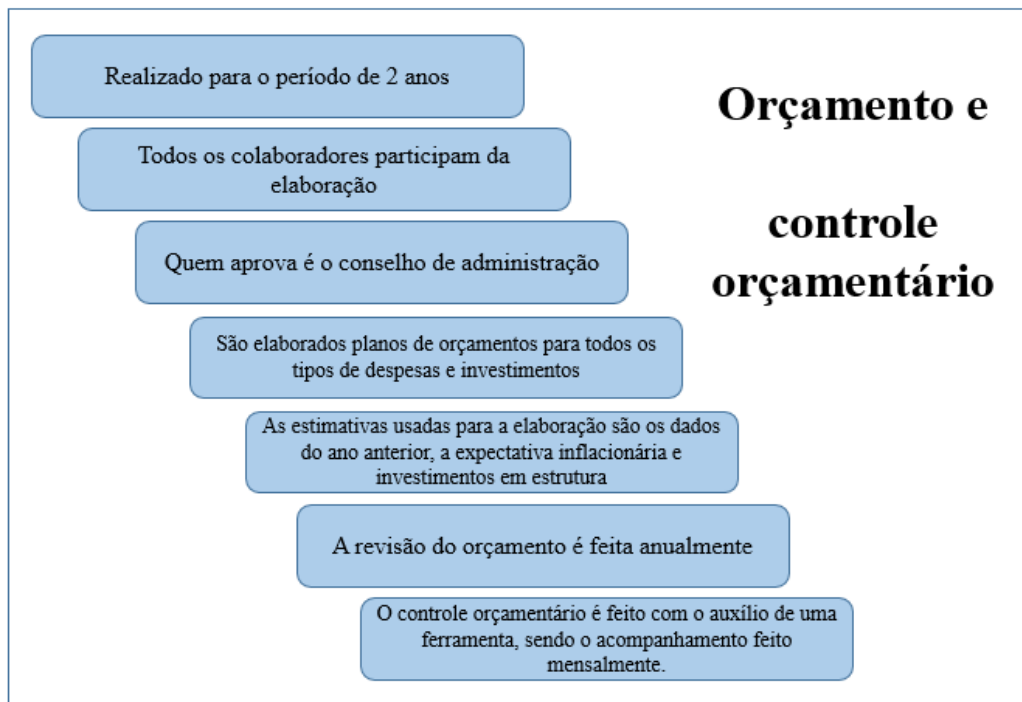 Realizado para o período de 2 anos
Orçamento e
controle
orçamentário
Todos os colaboradores participam da
elaboração
Quem aprova é o conselho de administração
São elaborados planos de orçamentos para todos os
tipos de despesas e investimentos
As estimativas usadas para a elaboração são os dados
do ano anterior, a expectativa inflacionária e
investimentos em estrutura
A revisão do orçamento é feita anualmente
O controle orçamentário é feito com o auxílio de uma
ferramenta, sendo o acompanhamento feito
mensalmente.